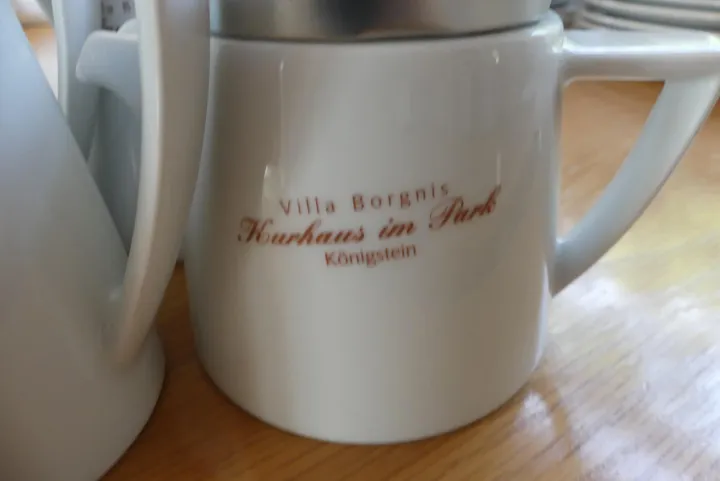 Villa Borgnis
Kurhaus im Park
Königstein